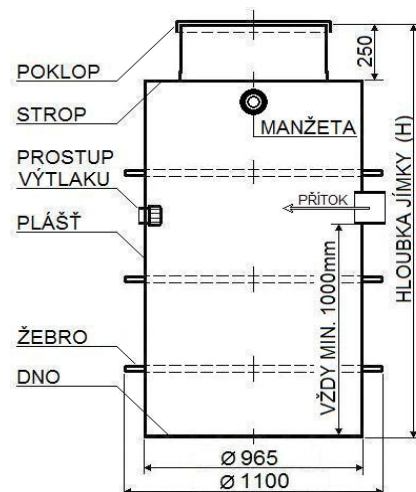 POKLOP
STROP
PROSTUP
VÝTLAKU
PLÁŠŤ
ŽEBRO
DNO
MANŽETA
PŘÍTOK
VŽDY MIN. 1000mm
250
HLOUBKA JÍMKY (H)
Ø 965
Ø 1100